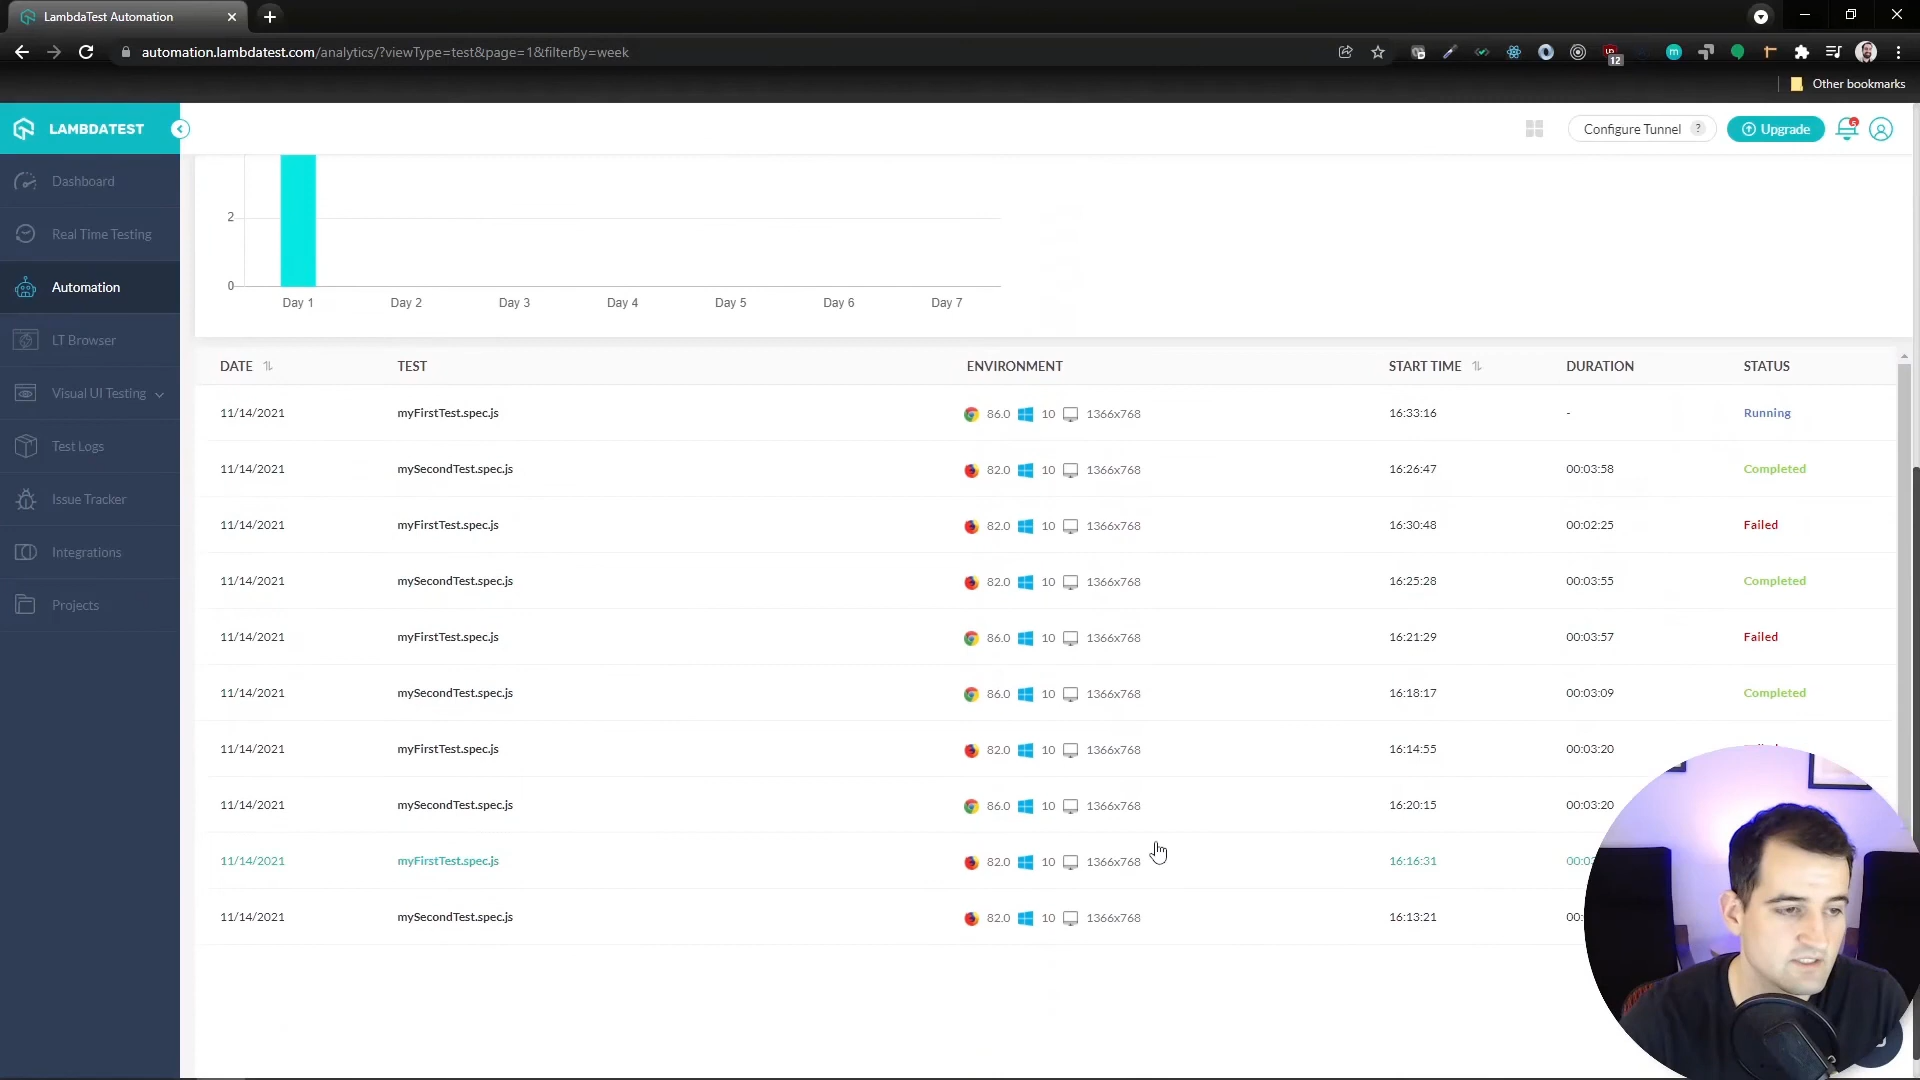 LambdaTest Automation
automation.lambdatest.com/analytics/?viewType=test&page=1&filterBy=week
12
Other bookmarks
LAMBDATEST
Configure Tunnel ?
Upgrade
Dashboard
Real Time Testing
Automation
LT Browser
Visual UI Testing
Test Logs
Issue Tracker
Integrations
Projects
2
0
Day 1 Day 2 Day 3 Day 4 Day 5 Day 6 Day 7
DATE TEST ENVIRONMENT START TIME DURATION STATUS
11/14/2021 myFirstTest.spec.js 86.0 10 1366x768 16:33:16 - Running
11/14/2021 mySecondTest.spec.js 82.0 10 1366x768 16:26:47 00:03:58 Completed
11/14/2021 myFirstTest.spec.js 82.0 10 1366x768 16:30:48 00:02:25 Failed
11/14/2021 mySecondTest.spec.js 82.0 10 1366x768 16:25:28 00:03:55 Completed
11/14/2021 myFirstTest.spec.js 86.0 10 1366x768 16:21:29 00:03:57 Failed
11/14/2021 mySecondTest.spec.js 86.0 10 1366x768 16:18:17 00:03:09 Completed
11/14/2021 myFirstTest.spec.js 82.0 10 1366x768 16:14:55 00:03:20
11/14/2021 mySecondTest.spec.js 86.0 10 1366x768 16:20:15 00:03:20
11/14/2021 myFirstTest.spec.js 82.0 10 1366x768 16:16:31
11/14/2021 mySecondTest.spec.js 82.0 10 1366x768 16:13:21